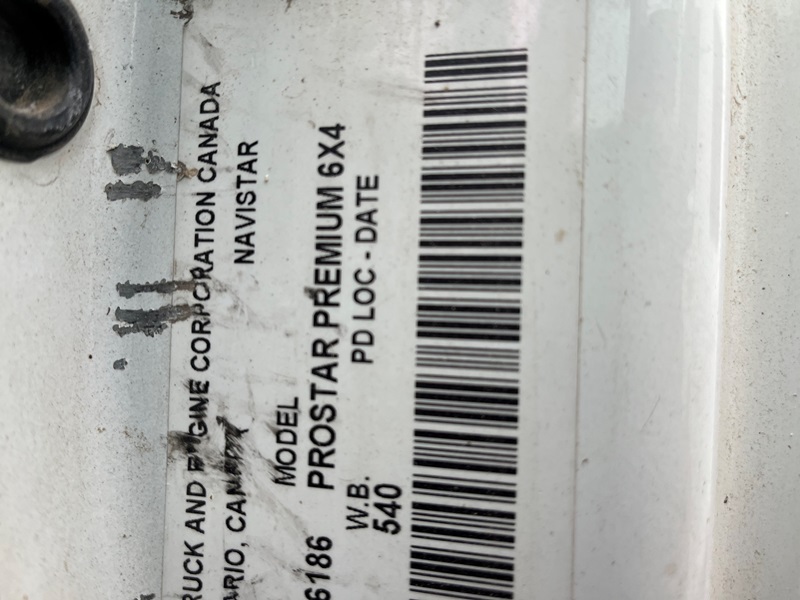 RUCK AND ENGINE CORPORATION CANADA
ARIO, CANADA NAVISTAR
MODEL
6186 PROSTAR PREMIUM 6X4
W.B. PD LOC - DATE
540